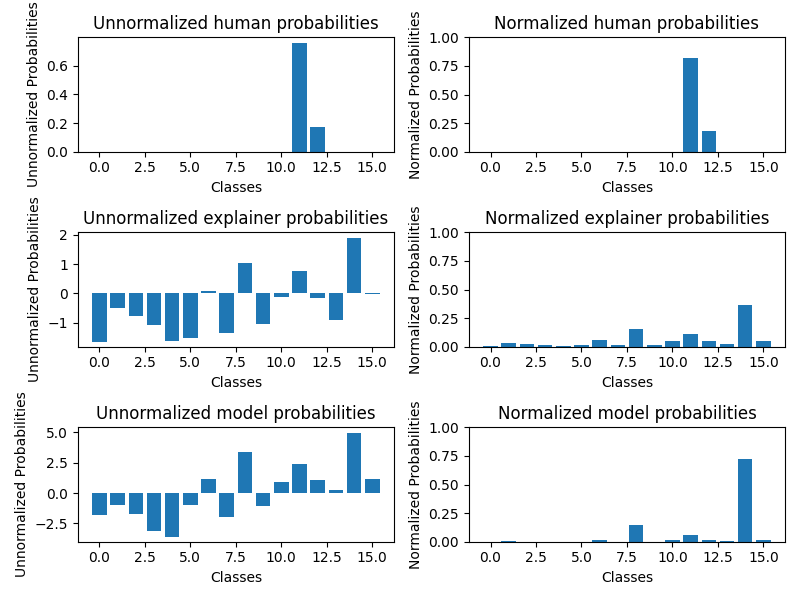 Unnormalized human probabilities
Unnormalized Probabilities
0.6
0.4
0.2
0.0
0.0 2.5 5.0 7.5 10.0 12.5 15.0
Classes
Normalized human probabilities
Normalized Probabilities
1.00
0.75
0.50
0.25
0.00
0.0 2.5 5.0 7.5 10.0 12.5 15.0
Classes
Unnormalized explainer probabilities
Unnormalized Probabilities
2
1
0
−1
0.0 2.5 5.0 7.5 10.0 12.5 15.0
Classes
Normalized explainer probabilities
Normalized Probabilities
1.00
0.75
0.50
0.25
0.00
0.0 2.5 5.0 7.5 10.0 12.5 15.0
Classes
Unnormalized model probabilities
Unnormalized Probabilities
5.0
2.5
0.0
−2.5
0.0 2.5 5.0 7.5 10.0 12.5 15.0
Classes
Normalized model probabilities
Normalized Probabilities
1.00
0.75
0.50
0.25
0.00
0.0 2.5 5.0 7.5 10.0 12.5 15.0
Classes